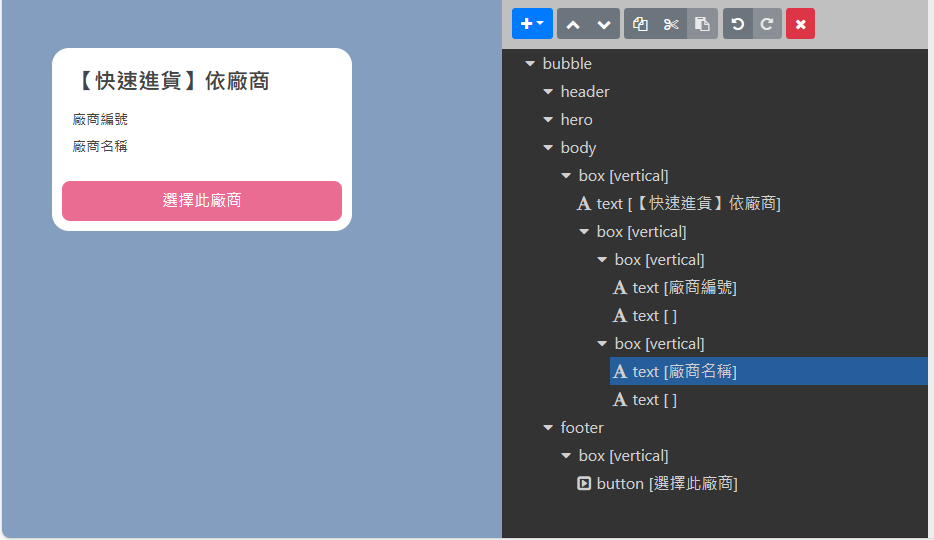 【快速進貨】依廠商
廠商編號
廠商名稱
選擇此廠商
bubble
header
hero
body
box [vertical]
text [【快速進貨】依廠商]
box [vertical]
box [vertical]
text [廠商編號]
text [ ]
box [vertical]
text [廠商名稱]
text [ ]
footer
box [vertical]
button [選擇此廠商]